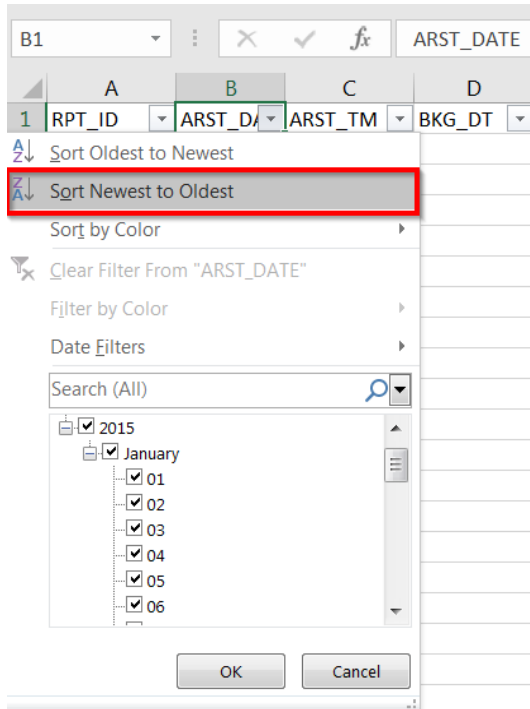 B1 fx ARST_DATE
A B C D
1 RPT_ID ARST_DA ARST_TM BKG_DT
Sort Oldest to Newest
Sort Newest to Oldest
Sort by Color
Clear Filter From "ARST_DATE"
Filter by Color
Date Filters
Search (All)
2015
January
01
02
03
04
05
06
OK Cancel